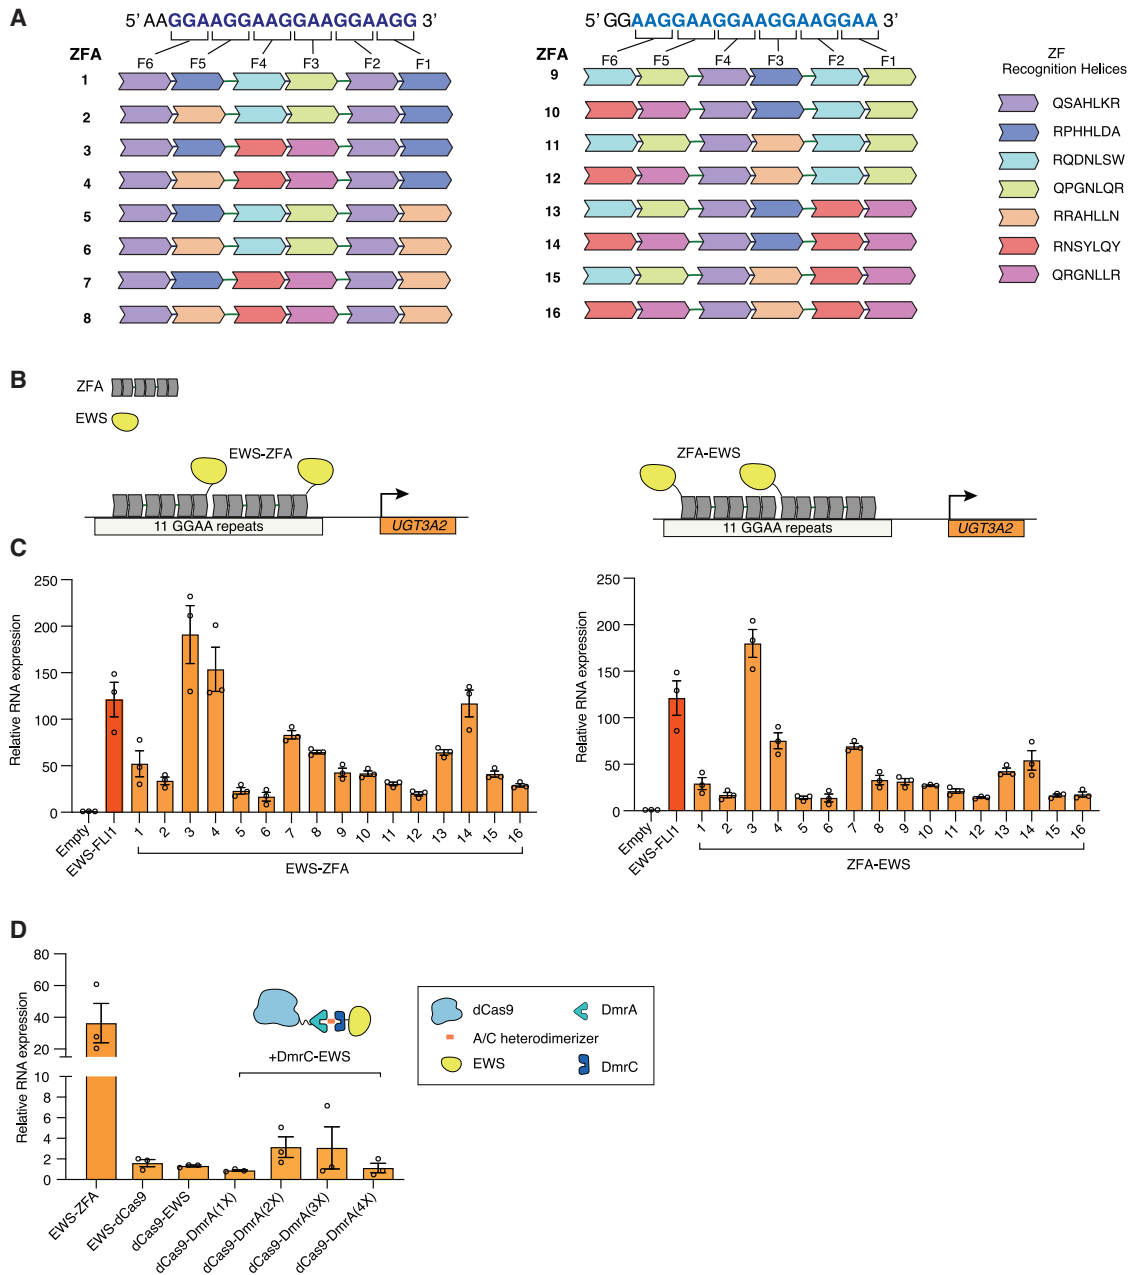 A
5’ AAGGAAGGAAGGAAGGAAGG 3’
ZFA
F6 F5 F4 F3 F2 F1
1
2
3
4
5
6
7
8
5’ GGAAGGAAGGAAGGAAGGAA 3’
ZFA
F6 F5 F4 F3 F2 F1
9
10
11
12
13
14
15
16
ZF
Recognition Helices
QSAHLKR
RPHHLDA
RQDNLSW
QPGNLQR
RRAHLLN
RNSYLQY
QRGNLLR
B
ZFA
EWS
EWS-ZFA
11 GGAA repeats
UGT3A2
ZFA-EWS
11 GGAA repeats
UGT3A2
C
Relative RNA expression
250
200
150
100
50
0
Empty EWS-FLI1 1 2 3 4 5 6 7 8 9 10 11 12 13 14 15 16
EWS-ZFA
Relative RNA expression
250
200
150
100
50
0
Empty EWS-FLI1 1 2 3 4 5 6 7 8 9 10 11 12 13 14 15 16
ZFA-EWS
D
Relative RNA expression
80
60
40
20
10
8
6
4
2
0
+DmrC-EWS
EWS-ZFA EWS-dCas9 dCas9-EWS dCas9-DmrA(1X) dCas9-DmrA(2X) dCas9-DmrA(3X) dCas9-DmrA(4X)
dCas9 DmrA
A/C heterodimerizer
EWS DmrC